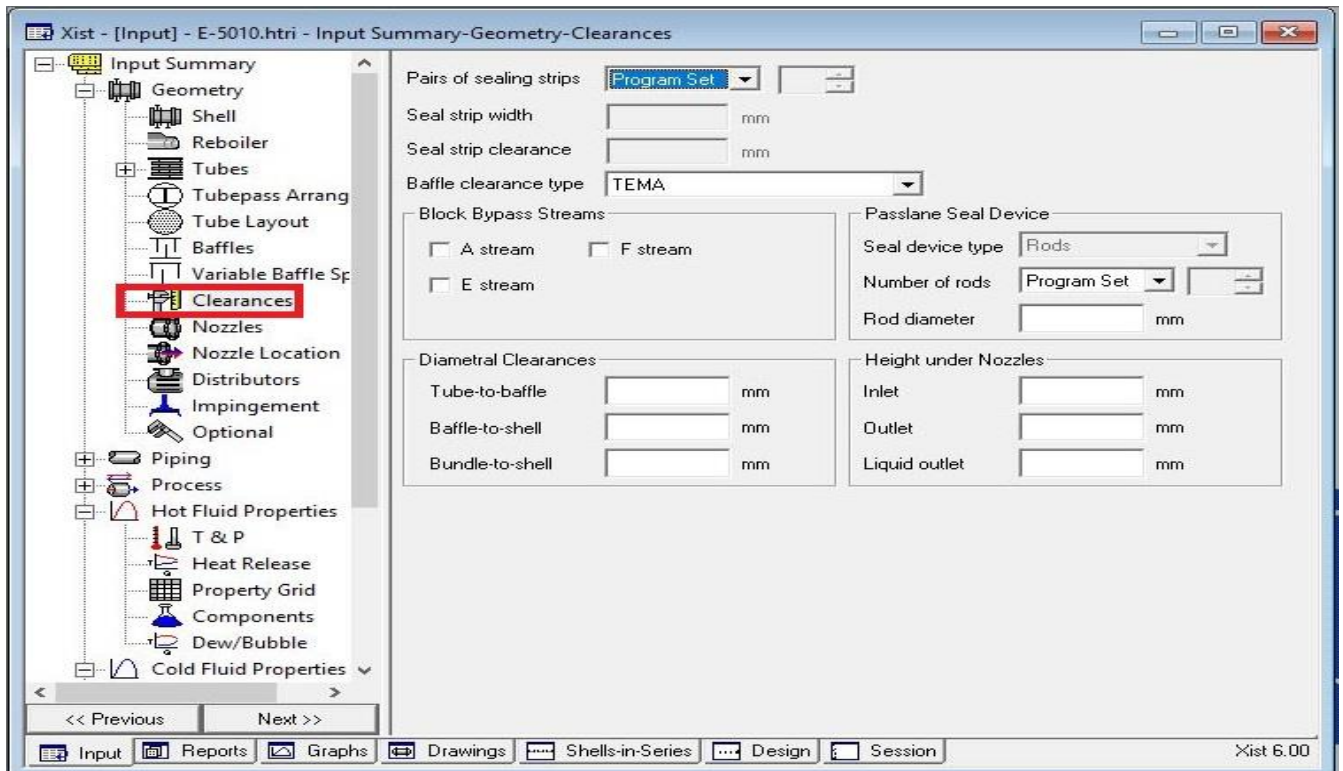 Xist - [Input] - E-5010.htri - Input Summary-Geometry-Clearances
Input Summary
Geometry
Shell
Reboiler
Tubes
Tubepass Arrang
Tube Layout
Baffles
Variable Baffle Sp
Clearances
Nozzles
Nozzle Location
Distributors
Impingement
Optional
Piping
Process
Hot Fluid Properties
T & P
Heat Release
Property Grid
Components
Dew/Bubble
Cold Fluid Properties
<< Previous
Next >>
Pairs of sealing strips Program Set
Seal strip width mm
Seal strip clearance mm
Baffle clearance type TEMA
Block Bypass Streams
A stream F stream
E stream
Passlane Seal Device
Seal device type Rods
Number of rods Program Set
Rod diameter mm
Diametral Clearances
Tube-to-baffle mm
Baffle-to-shell mm
Bundle-to-shell mm
Height under Nozzles
Inlet mm
Outlet mm
Liquid outlet mm
Input Reports Graphs Drawings Shells-in-Series Design Session Xist 6.00